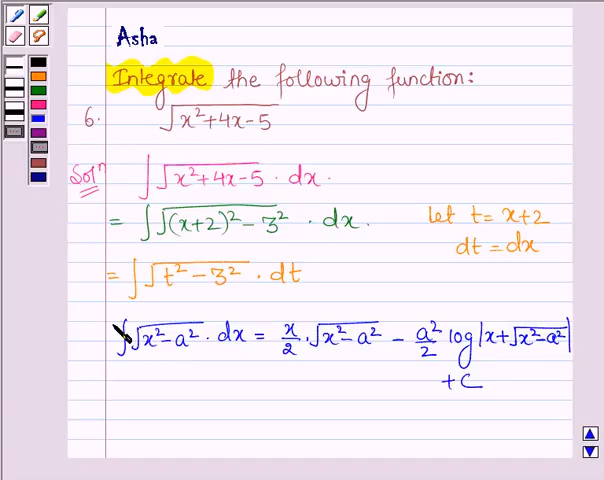 Asha
Integrate the following function:
6. √x²+4x-5
Solⁿ ∫√x²+4x-5 · dx.
= ∫√(x+2)² - 3² · dx. let t = x+2
dt = dx
= ∫√t² - 3² · dt
∫√x²-a² · dx = x/2 · √x²-a² - a²/2 log|x+√x²-a²|
+ C